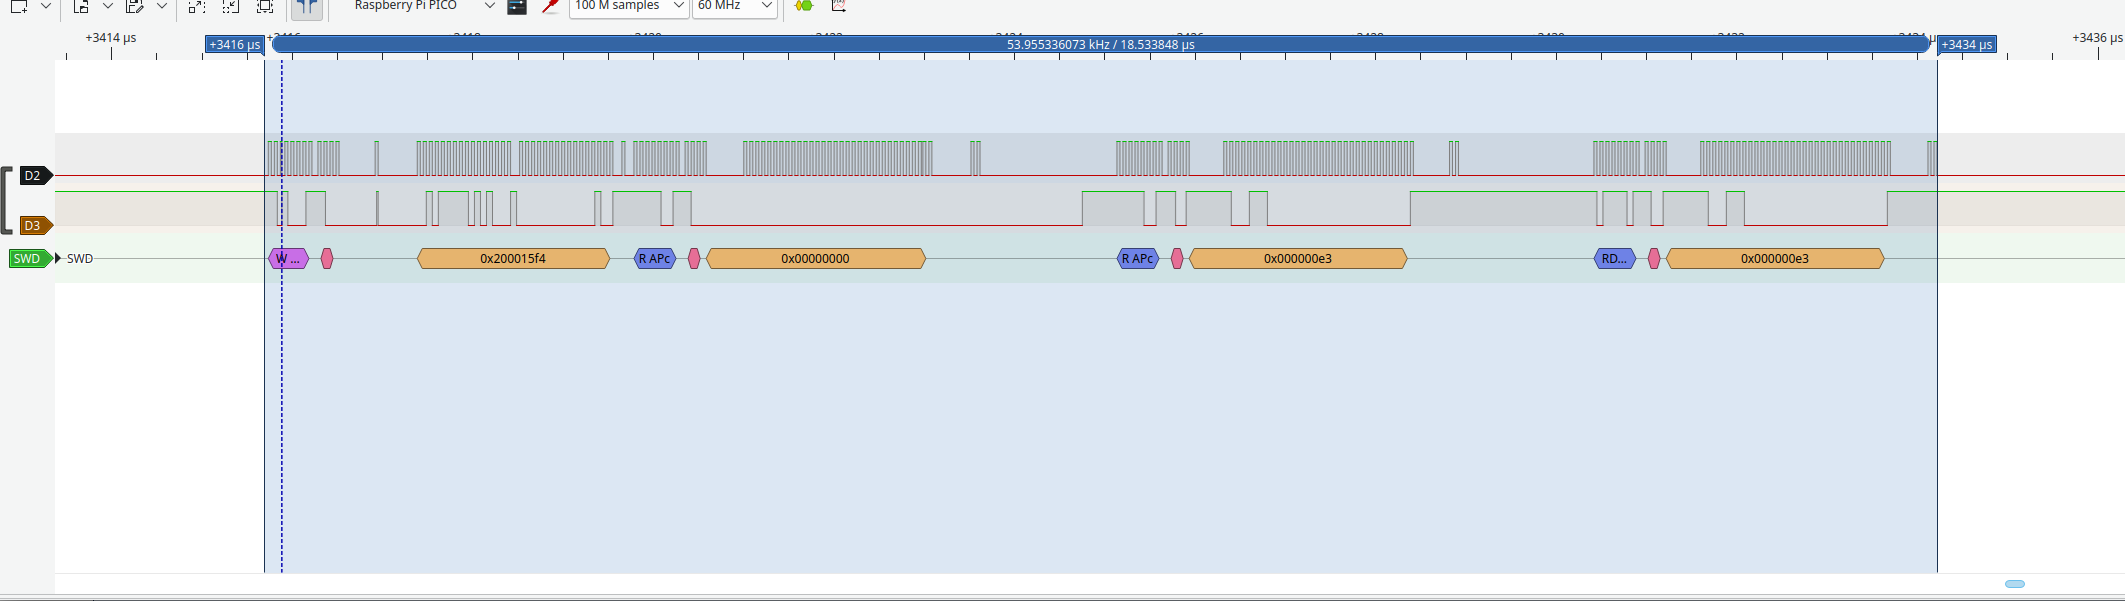 Raspberry Pi PICO 100 M samples 60 MHz
+3414 µs +3416 µs 53.955336073 kHz / 18.533848 µs +3434 µs +3436 µs
D2
D3
SWD SWD W ... 0x200015f4 R APc 0x00000000 R APc 0x000000e3 RD... 0x000000e3